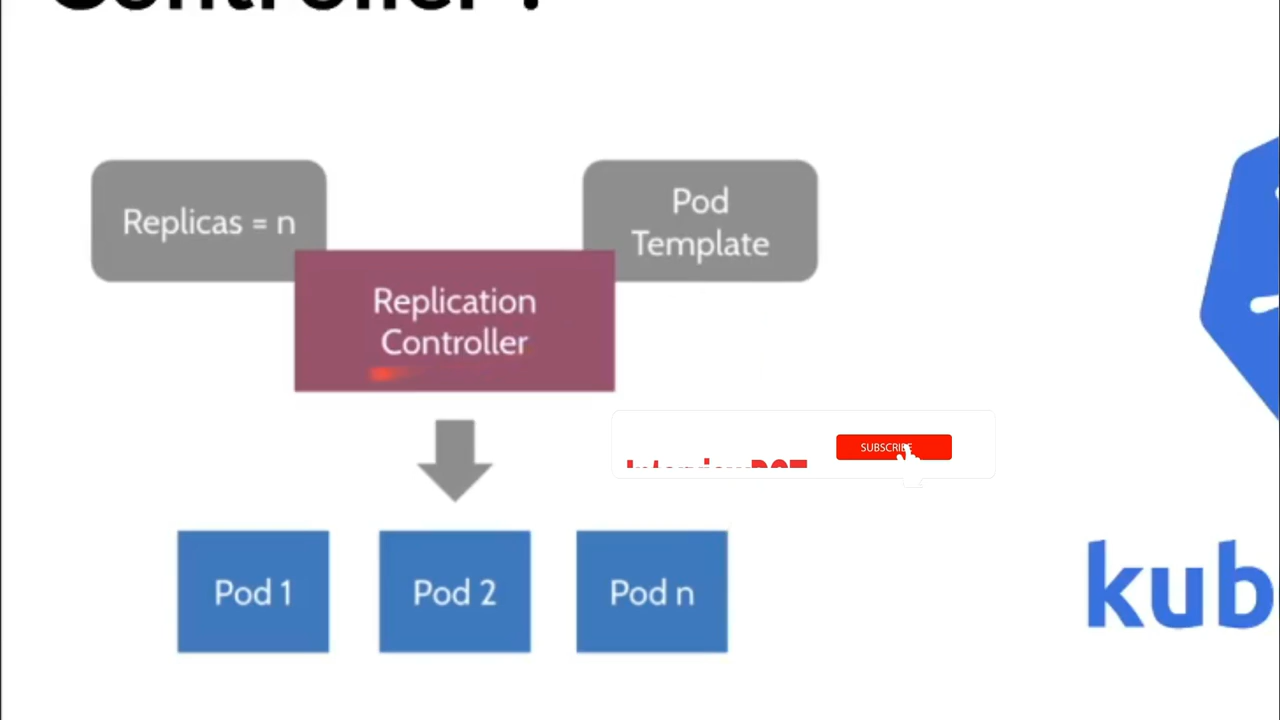 Controller ?
Replicas = n
Pod
Template
Replication
Controller
SUBSCRIBE
Pod 1
Pod 2
Pod n
kub